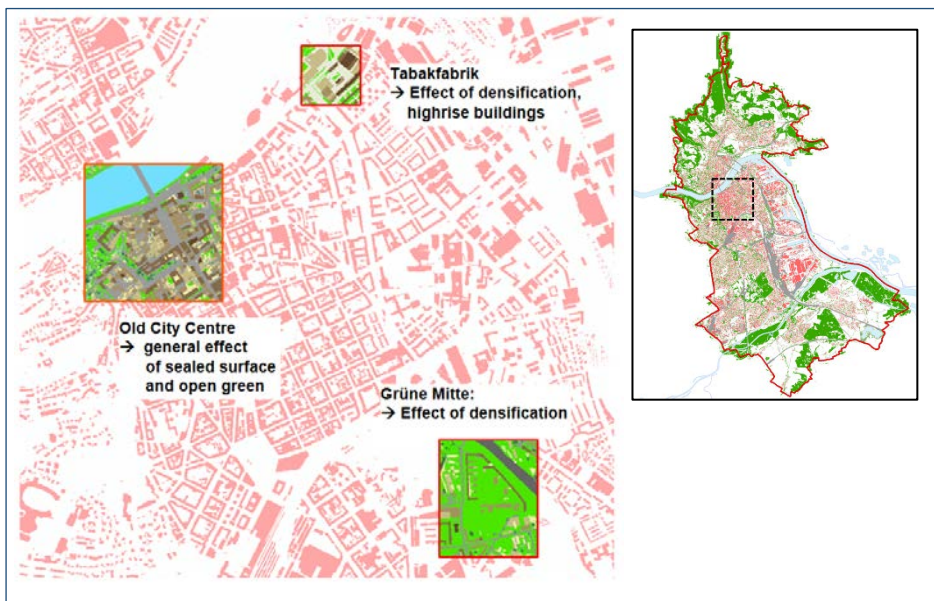 Tabakfabrik
→ Effect of densification,
highrise buildings
Old City Centre
→ general effect
of sealed surface
and open green
Grüne Mitte:
→ Effect of densification